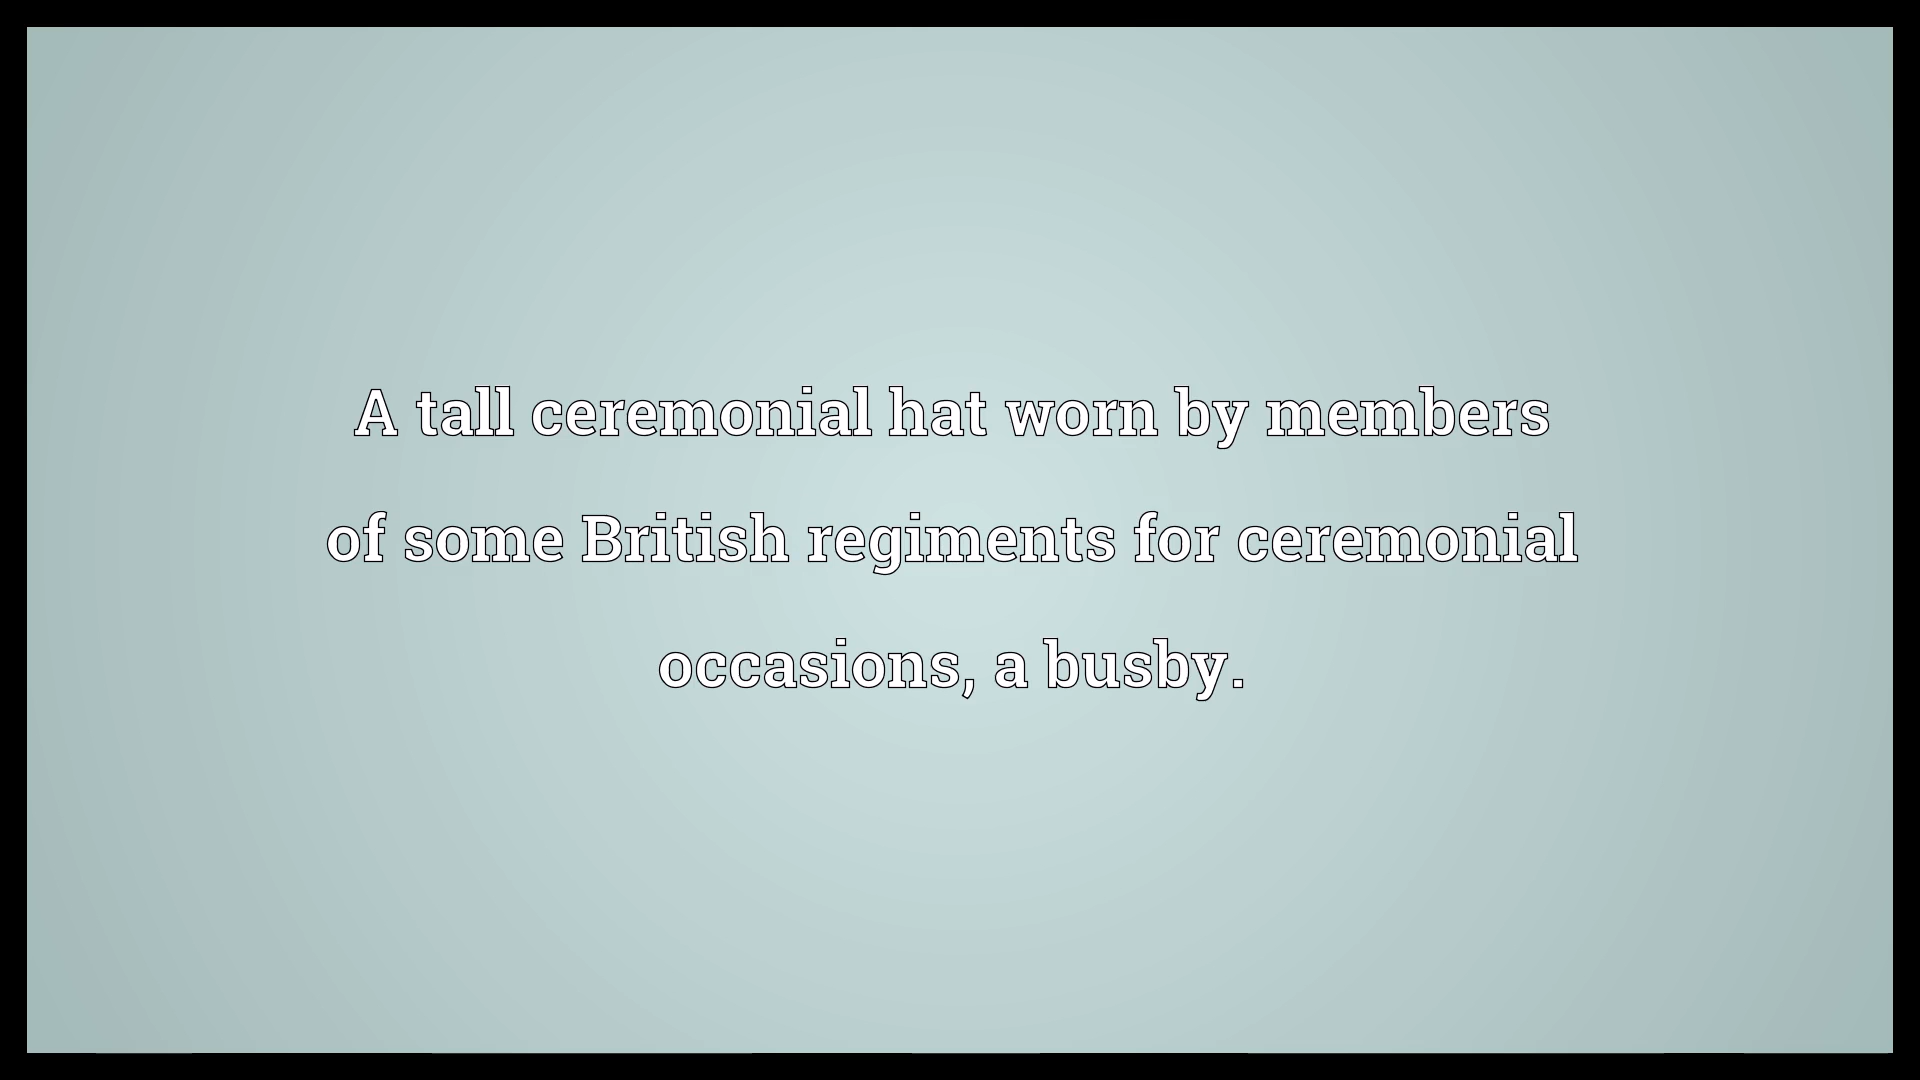 A tall ceremonial hat worn by members
of some British regiments for ceremonial
occasions, a busby.